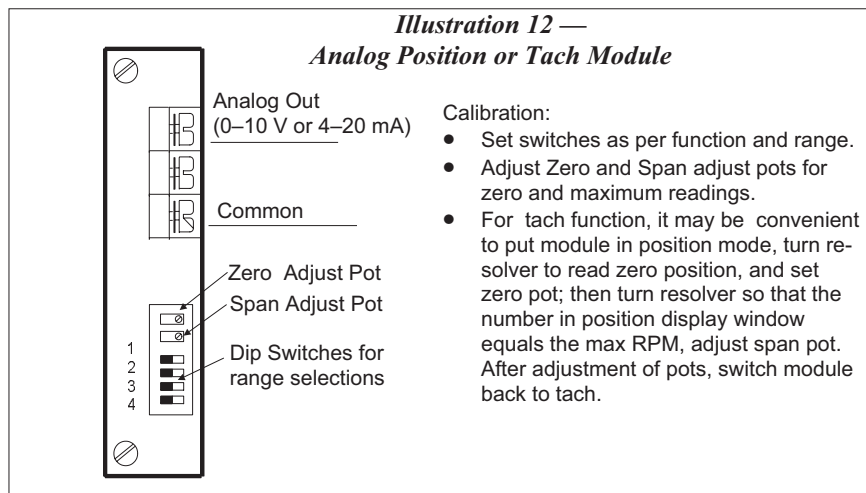 Illustration 12 —
Analog Position or Tach Module
Analog Out
(0–10 V or 4–20 mA)
Common
Zero Adjust Pot
Span Adjust Pot
1
2
3
4
Dip Switches for
range selections
Calibration:
● Set switches as per function and range.
● Adjust Zero and Span adjust pots for
zero and maximum readings.
● For tach function, it may be convenient
to put module in position mode, turn re-
solver to read zero position, and set
zero pot; then turn resolver so that the
number in position display window
equals the max RPM, adjust span pot.
After adjustment of pots, switch module
back to tach.